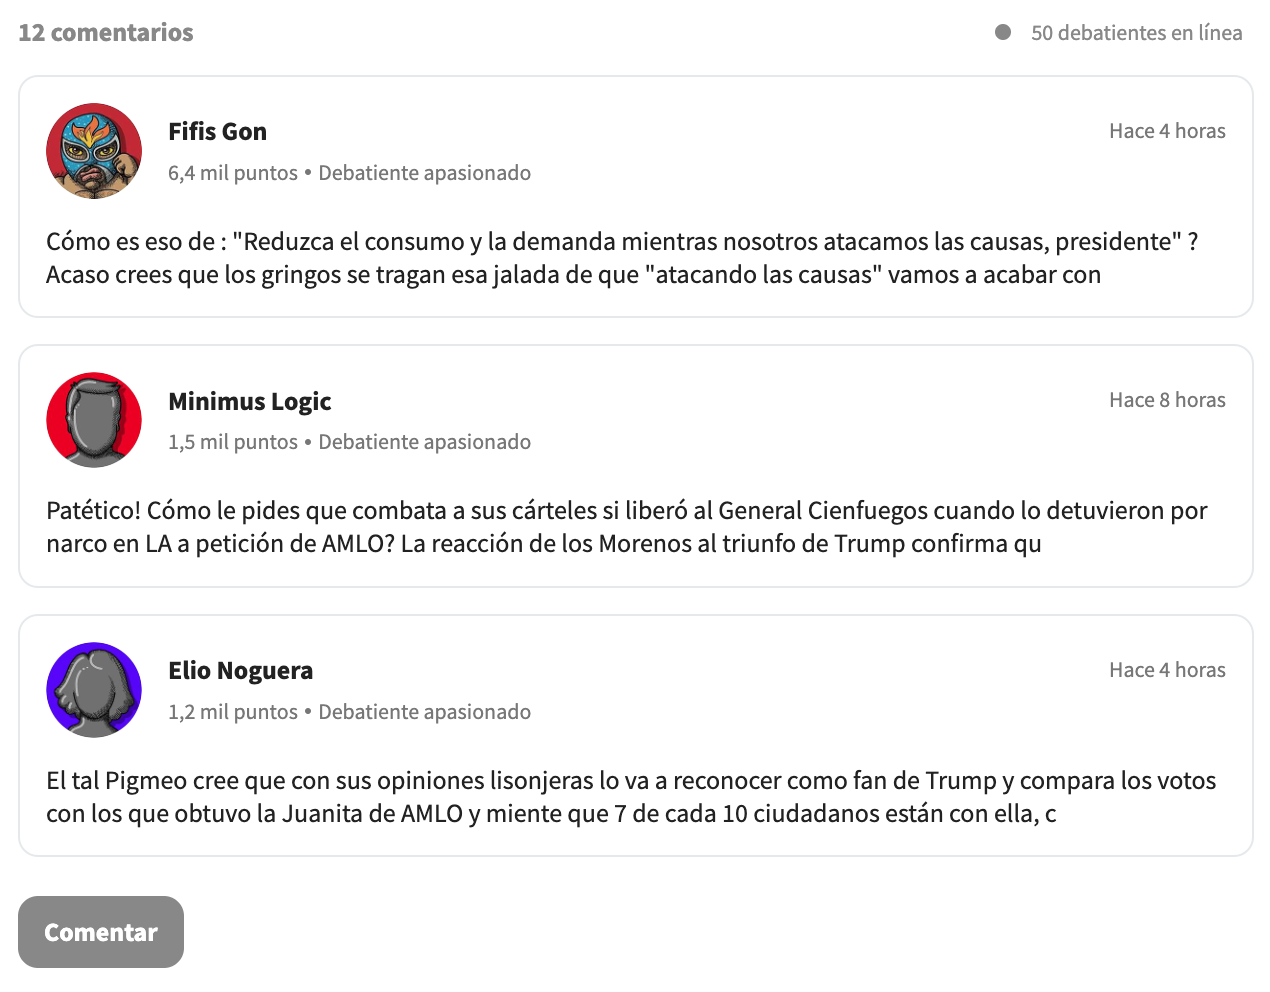 12 comentarios
50 debatientes en línea
Fifis Gon
Hace 4 horas
6,4 mil puntos • Debatiente apasionado
Cómo es eso de : "Reduzca el consumo y la demanda mientras nosotros atacamos las causas, presidente" ?
Acaso crees que los gringos se tragan esa jalada de que "atacando las causas" vamos a acabar con
Minimus Logic
Hace 8 horas
1,5 mil puntos • Debatiente apasionado
Patético! Cómo le pides que combata a sus cárteles si liberó al General Cienfuegos cuando lo detuvieron por
narco en LA a petición de AMLO? La reacción de los Morenos al triunfo de Trump confirma qu
Elio Noguera
Hace 4 horas
1,2 mil puntos • Debatiente apasionado
El tal Pigmeo cree que con sus opiniones lisonjeras lo va a reconocer como fan de Trump y compara los votos
con los que obtuvo la Juanita de AMLO y miente que 7 de cada 10 ciudadanos están con ella, c
Comentar